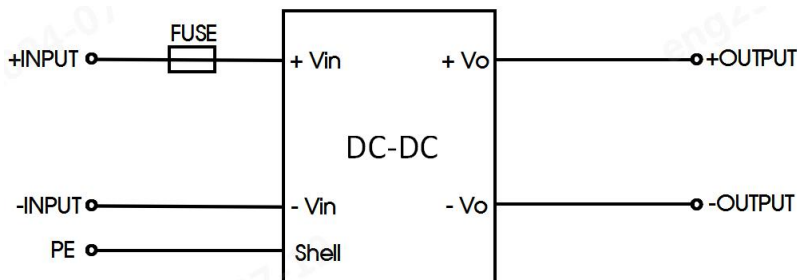 FUSE
+INPUT
+ Vin
+ Vo
+OUTPUT
DC-DC
-INPUT
- Vin
- Vo
-OUTPUT
PE
Shell